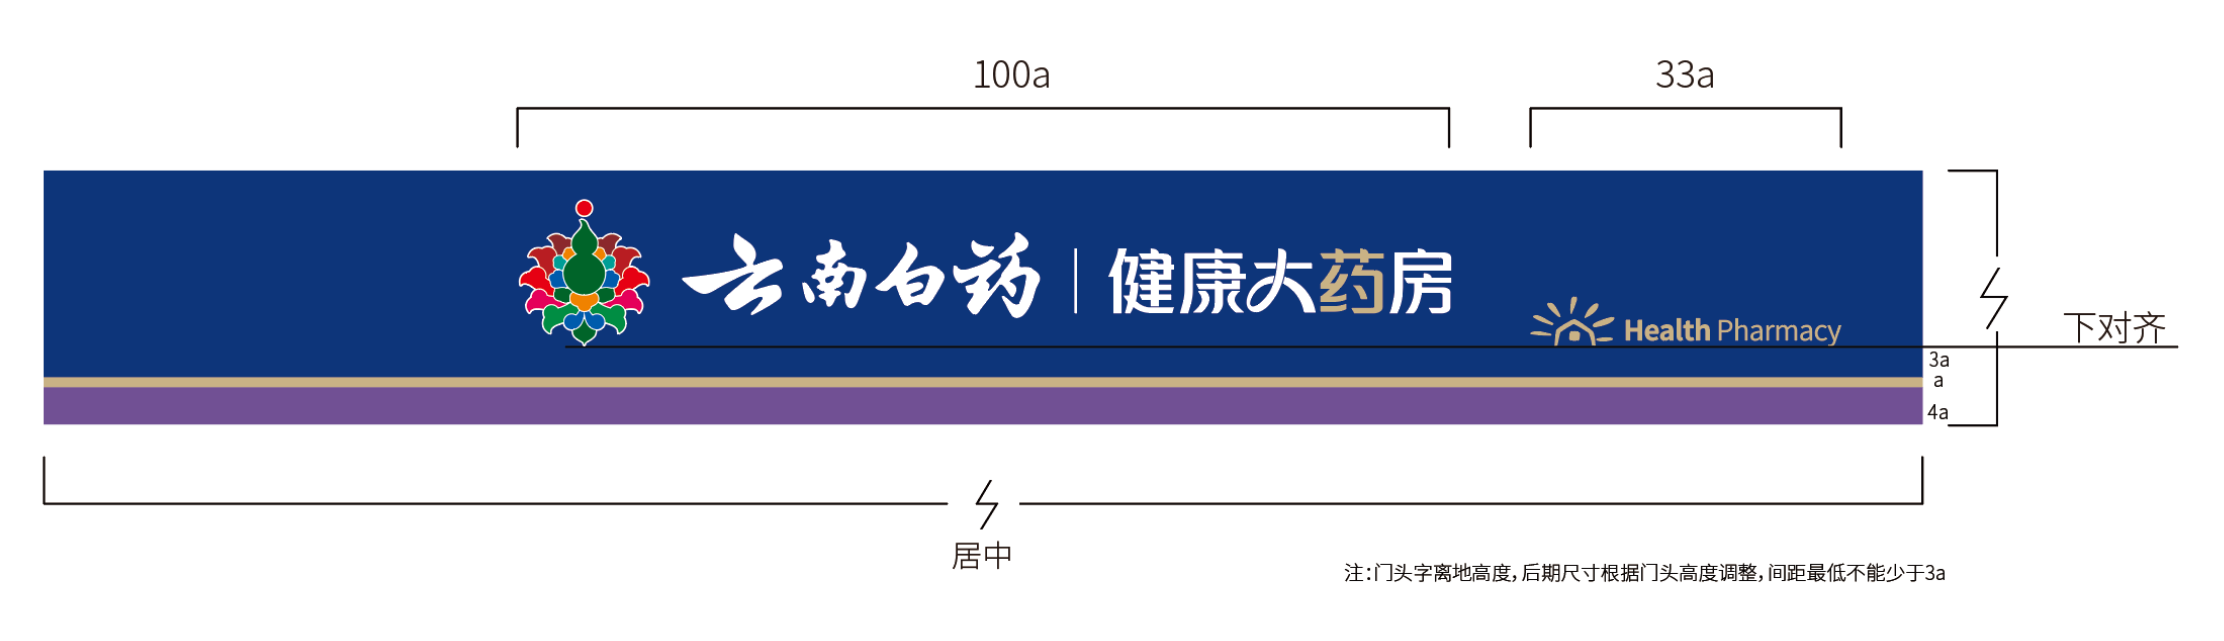 100a
33a
云南白药|健康大药房
Health Pharmacy
下对齐
3a
a
4a
居中
注：门头字离地高度，后期尺寸根据门头高度调整，间距最低不能少于3a